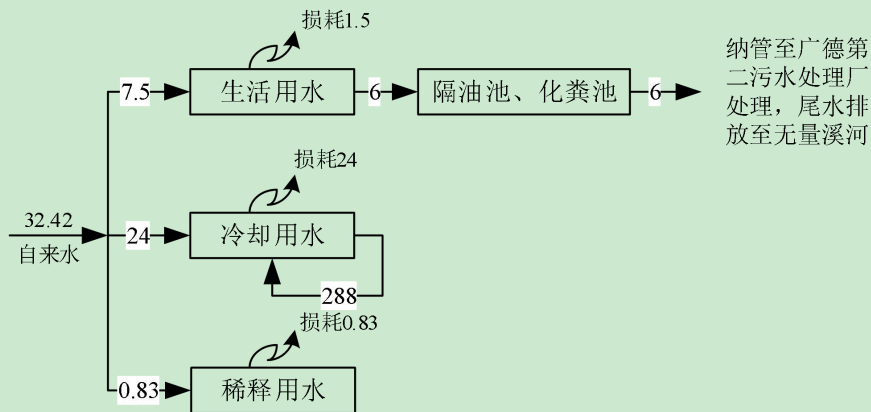 损耗1.5
7.5
生活用水
6
隔油池、化粪池
6
纳管至广德第
二污水处理厂
处理，尾水排
放至无量溪河
损耗24
32.42
自来水
24
冷却用水
288
损耗0.83
0.83
稀释用水